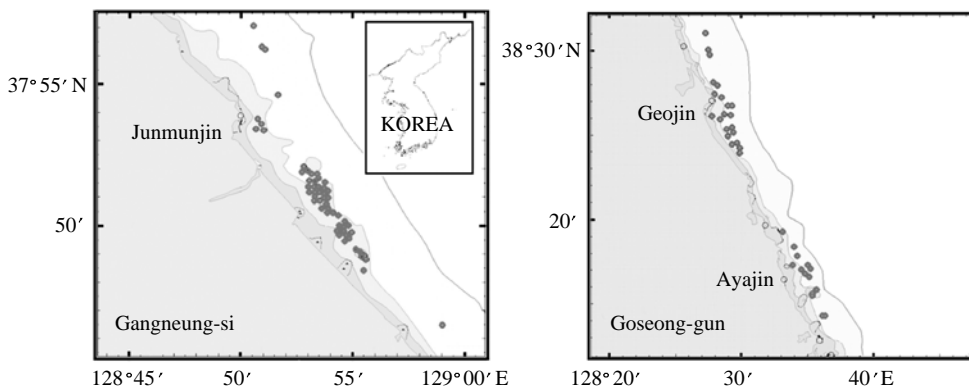 KOREA
37°55′ N
Junmunjin
50′
Gangneung-si
128°45′
50′
55′
129°00′ E
38°30′ N
Geojin
20′
Ayajin
Goseong-gun
128°20′
30′
40′ E